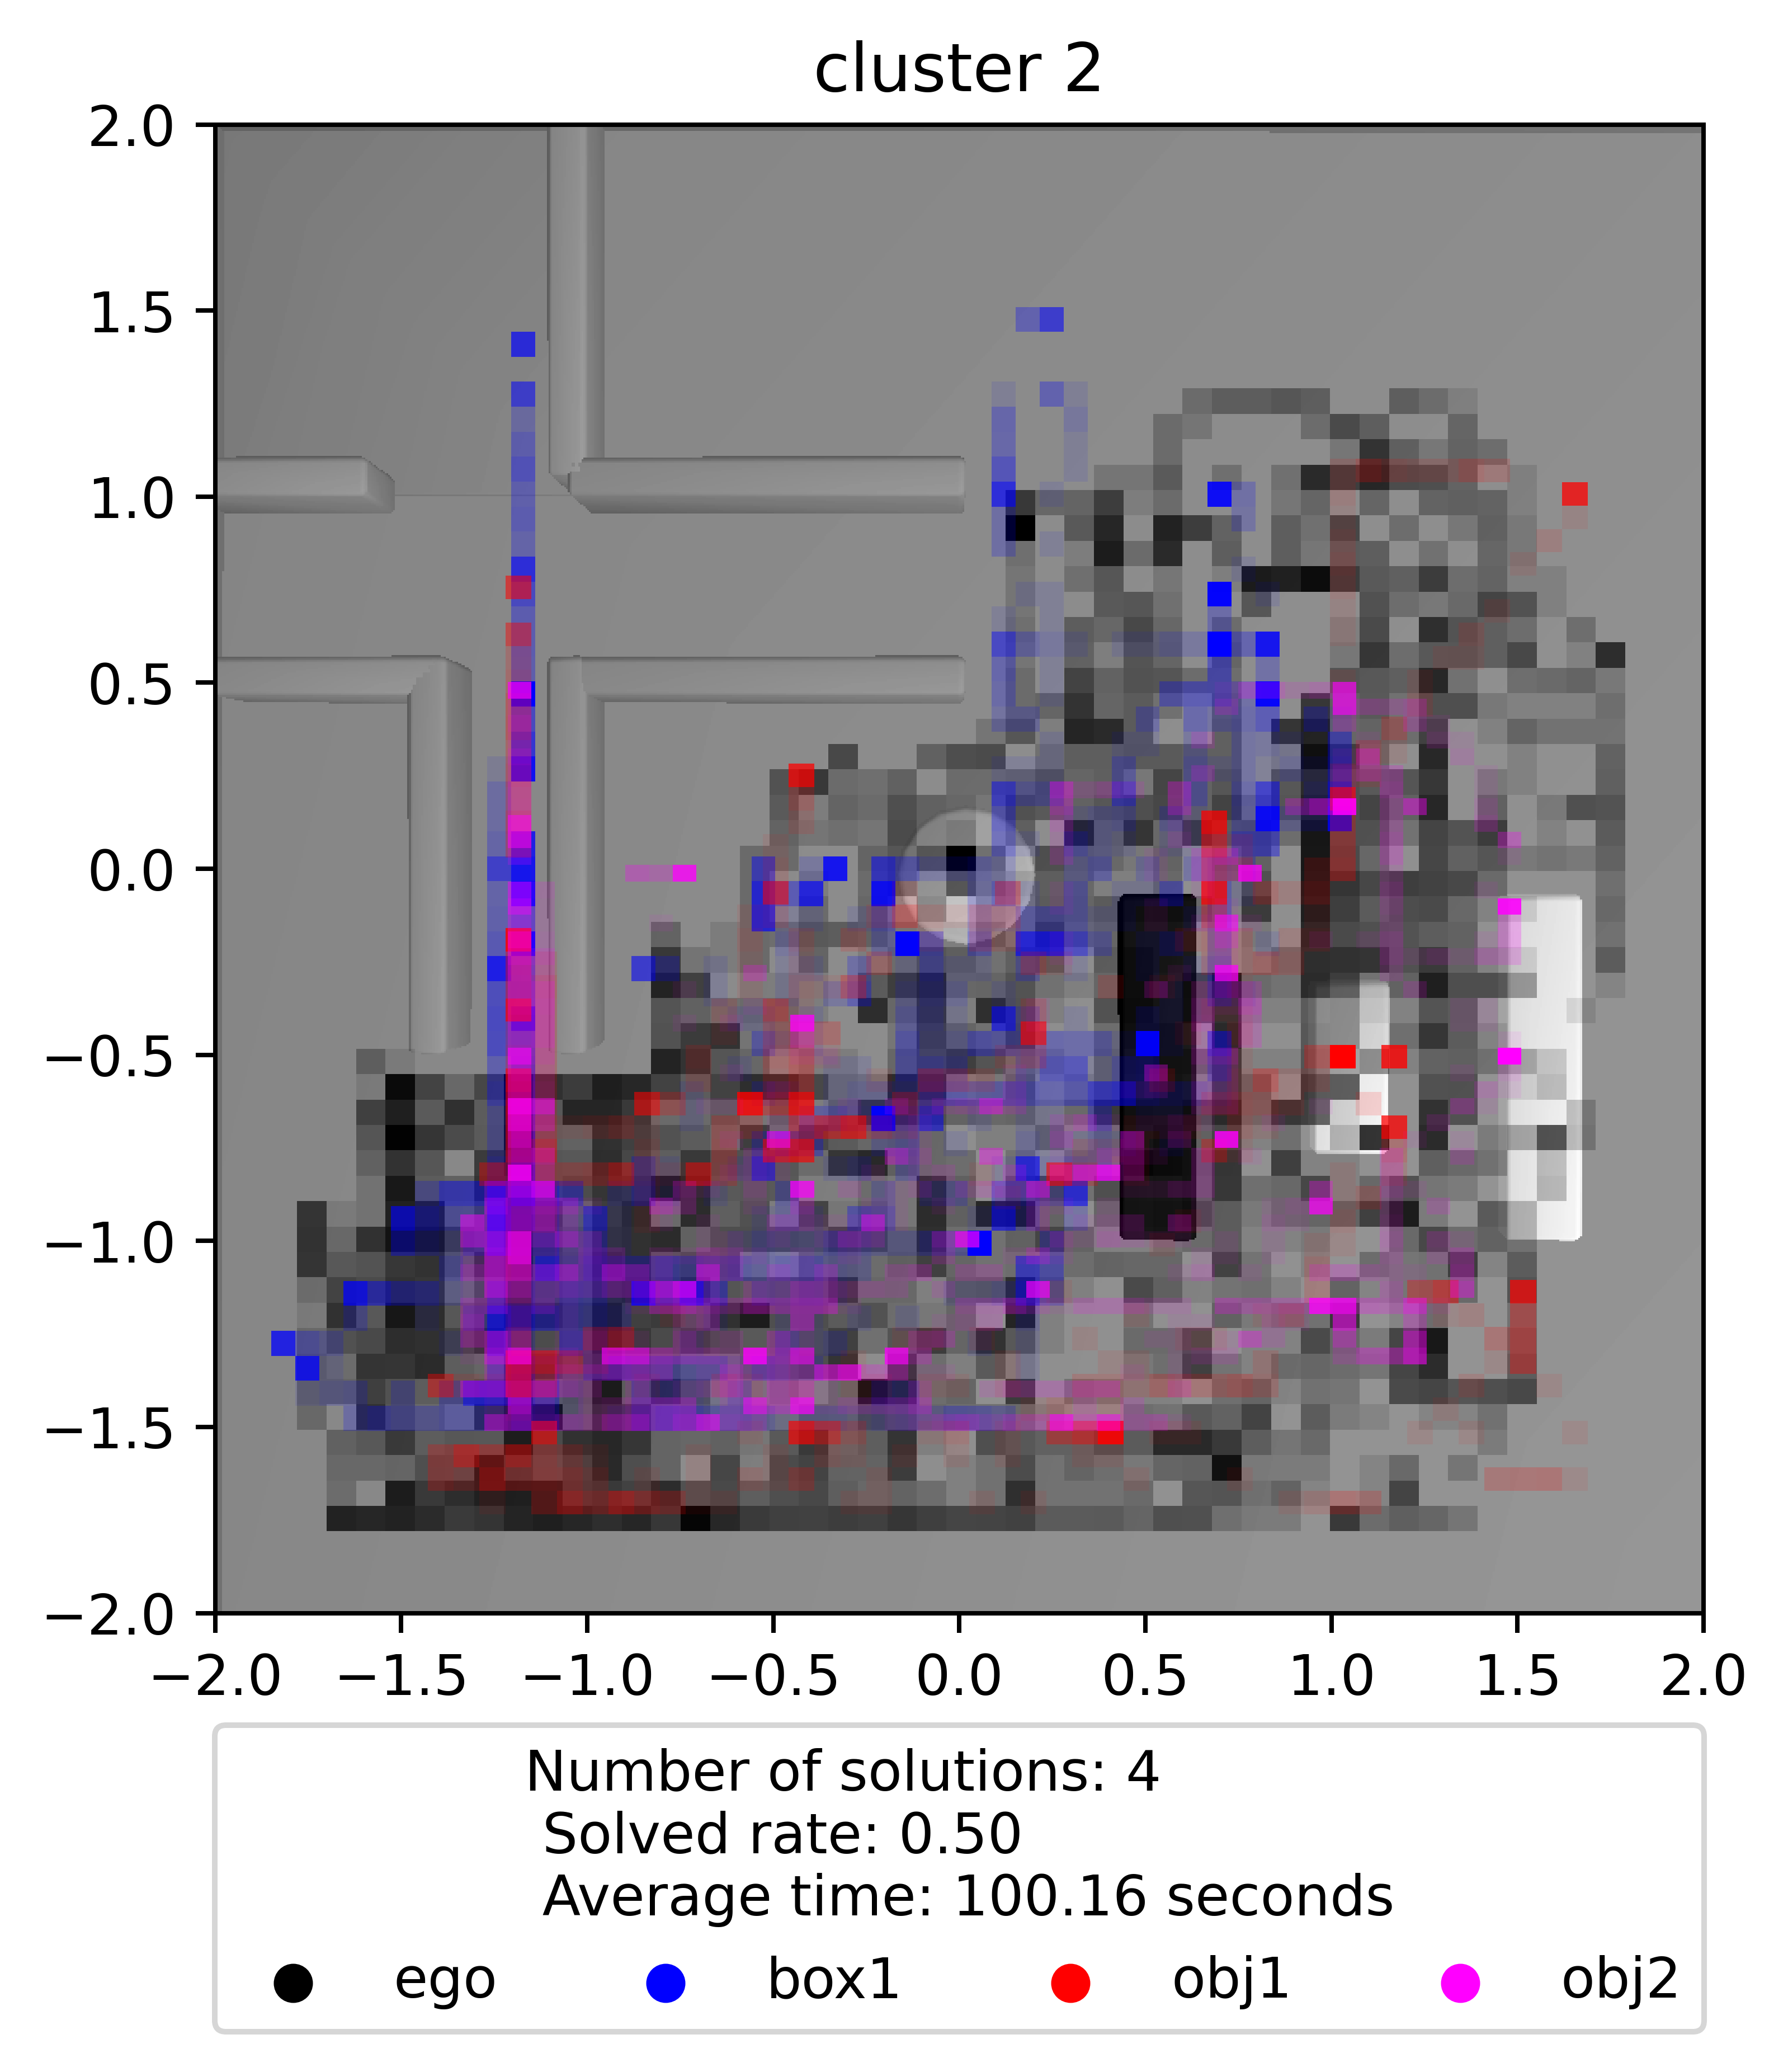 cluster 2
2.0
1.5
1.0
0.5
0.0
−0.5
−1.0
−1.5
−2.0
−2.0 −1.5 −1.0 −0.5 0.0 0.5 1.0 1.5 2.0
Number of solutions: 4
Solved rate: 0.50
Average time: 100.16 seconds
ego box1 obj1 obj2